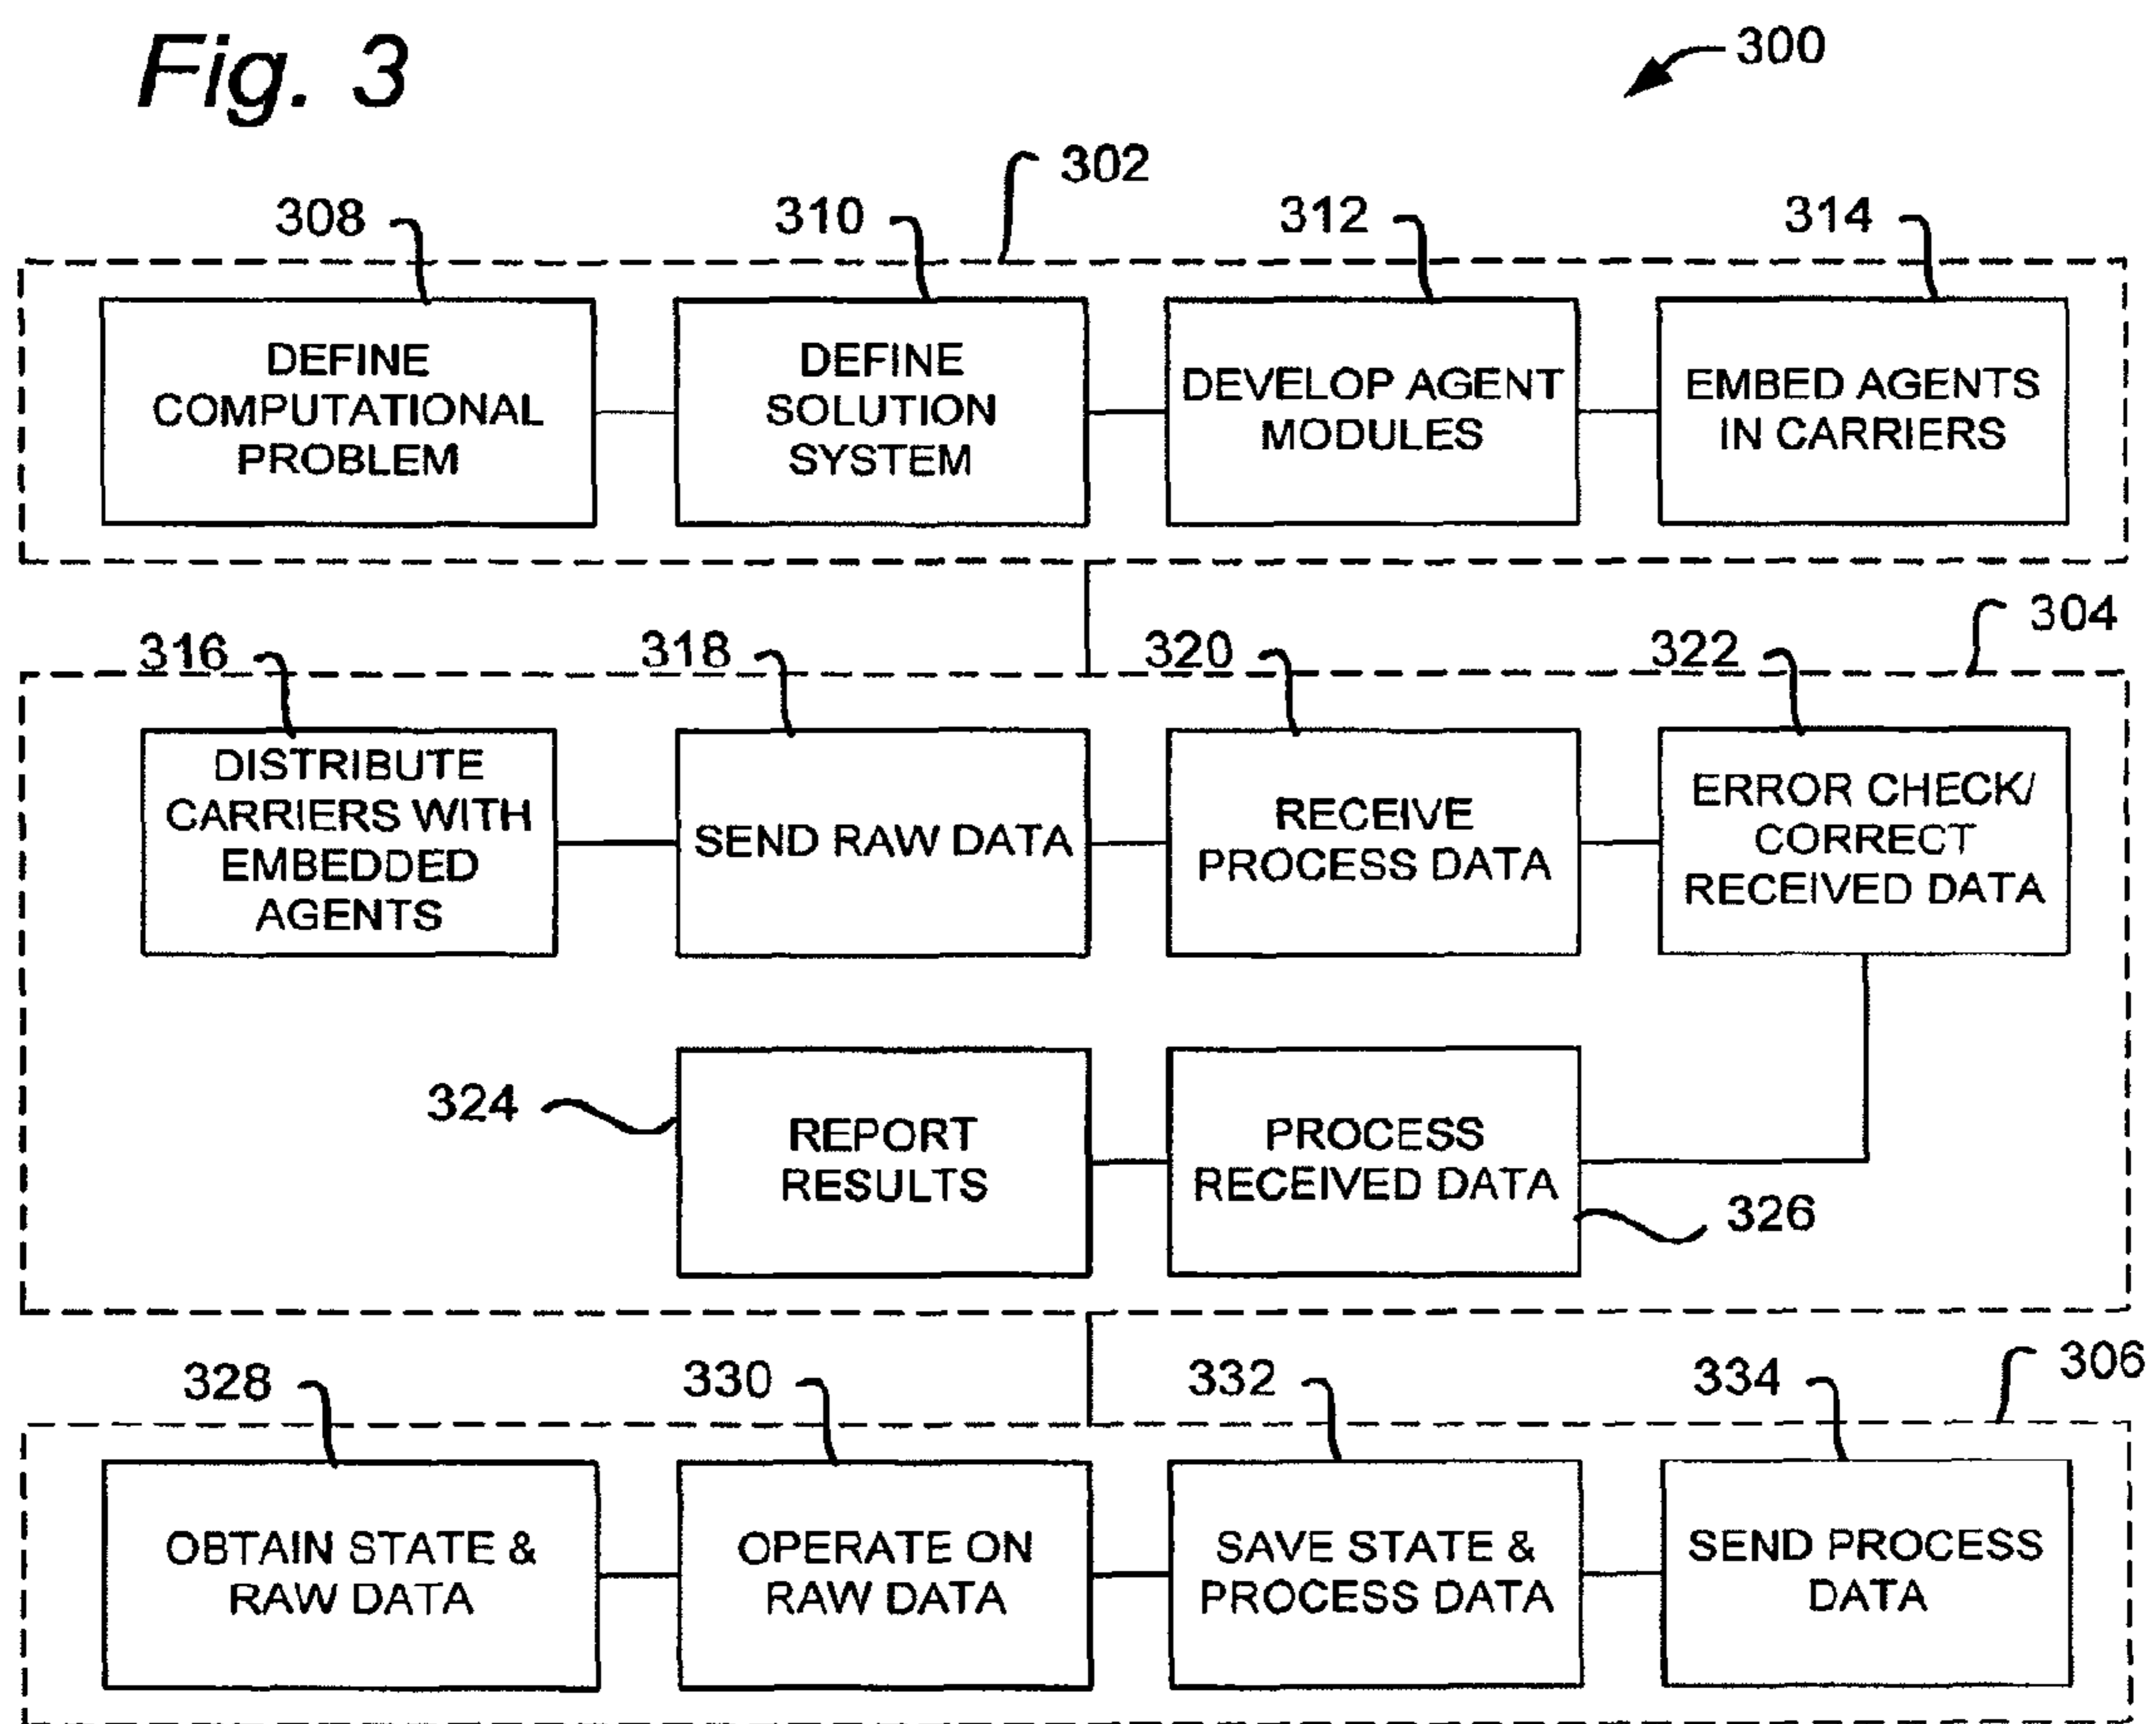 Fig. 3
300
302
308
310
312
314
DEFINE
COMPUTATIONAL
PROBLEM
DEFINE
SOLUTION
SYSTEM
DEVELOP AGENT
MODULES
EMBED AGENTS
IN CARRIERS
304
316
318
320
322
DISTRIBUTE
CARRIERS WITH
EMBEDDED
AGENTS
SEND RAW DATA
RECEIVE
PROCESS DATA
ERROR CHECK/
CORRECT
RECEIVED DATA
324
REPORT
RESULTS
PROCESS
RECEIVED DATA
326
306
328
330
332
334
OBTAIN STATE &
RAW DATA
OPERATE ON
RAW DATA
SAVE STATE &
PROCESS DATA
SEND PROCESS
DATA